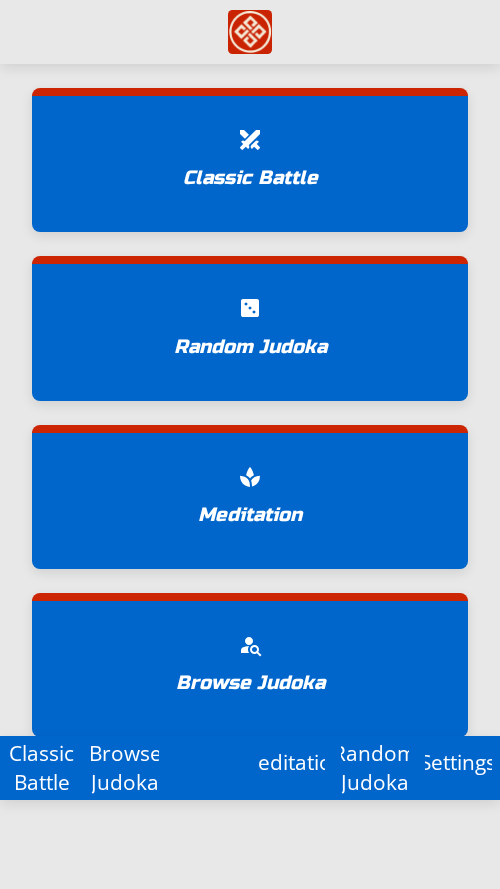 Classic Battle
Random Judoka
Meditation
Browse Judoka
Classic Battle
Browse Judoka
editatio
Random Judoka
Settings